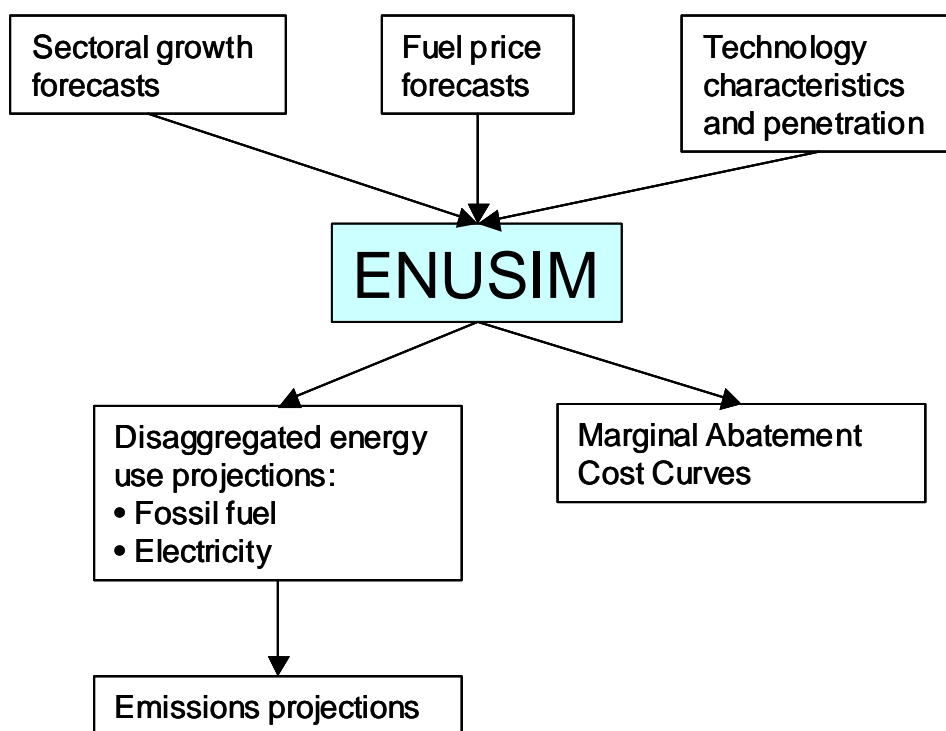 Sectoral growth
forecasts
Fuel price
forecasts
Technology
characteristics
and penetration
ENUSIM
Disaggregated energy
use projections:
• Fossil fuel
• Electricity
Marginal Abatement
Cost Curves
Emissions projections